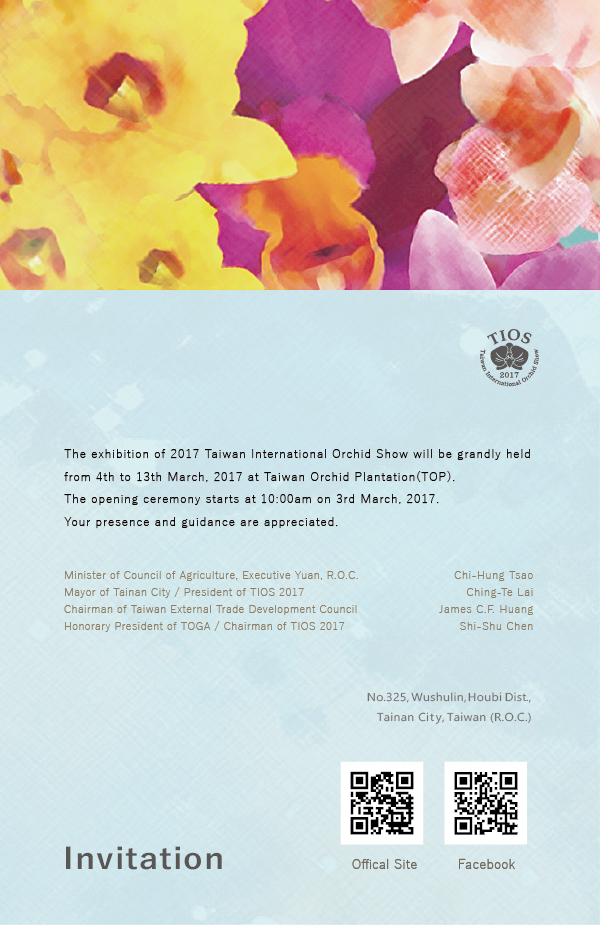 TIOS
Taiwan International Orchid Show
2017
The exhibition of 2017 Taiwan International Orchid Show will be grandly held
from 4th to 13th March, 2017 at Taiwan Orchid Plantation(TOP).
The opening ceremony starts at 10:00am on 3rd March, 2017.
Your presence and guidance are appreciated.
Minister of Council of Agriculture, Executive Yuan, R.O.C. Chi-Hung Tsao
Mayor of Tainan City / President of TIOS 2017 Ching-Te Lai
Chairman of Taiwan External Trade Development Council James C.F. Huang
Honorary President of TOGA / Chairman of TIOS 2017 Shi-Shu Chen
No.325, Wushulin, Houbi Dist.,
Tainan City, Taiwan (R.O.C.)
Invitation
Offical Site Facebook